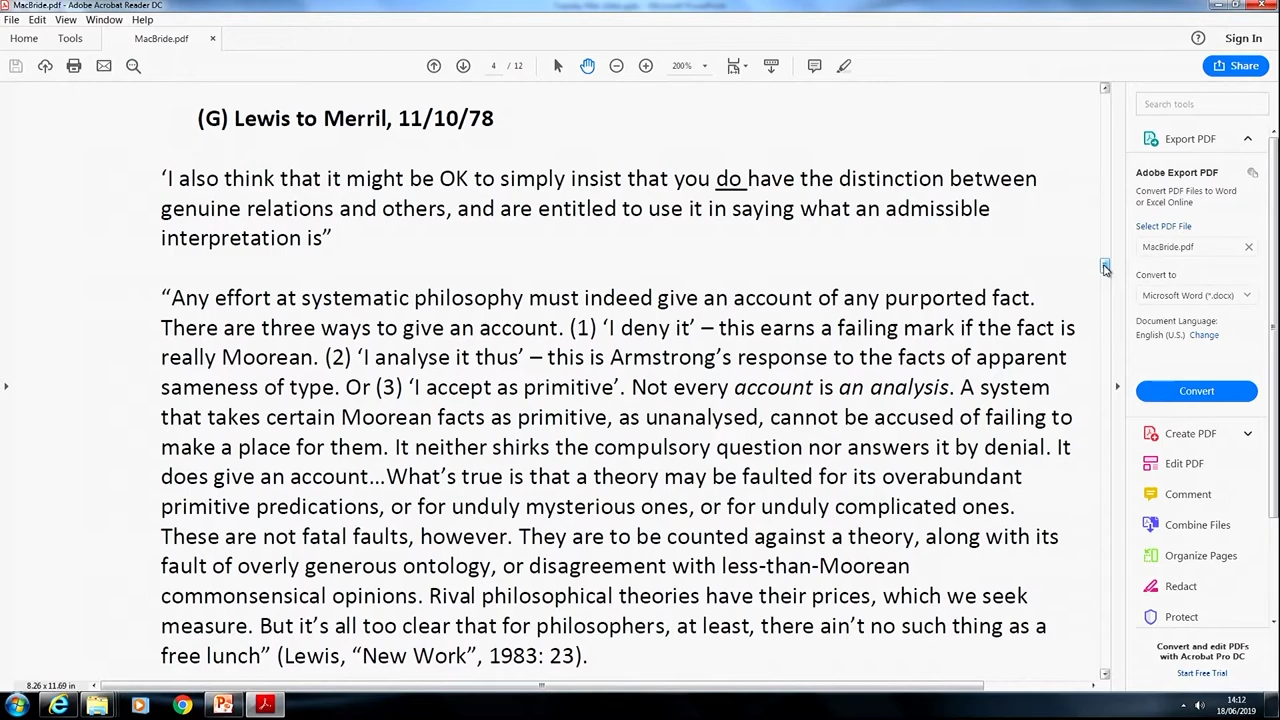 MacBride.pdf - Adobe Acrobat Reader DC
File Edit View Window Help
Home Tools MacBride.pdf × Sign In
4 / 12 200% Share
(G) Lewis to Merril, 11/10/78
‘I also think that it might be OK to simply insist that you do have the distinction between
genuine relations and others, and are entitled to use it in saying what an admissible
interpretation is”
“Any effort at systematic philosophy must indeed give an account of any purported fact.
There are three ways to give an account. (1) ‘I deny it’ – this earns a failing mark if the fact is
really Moorean. (2) ‘I analyse it thus’ – this is Armstrong’s response to the facts of apparent
sameness of type. Or (3) ‘I accept as primitive’. Not every account is an analysis. A system
that takes certain Moorean facts as primitive, as unanalysed, cannot be accused of failing to
make a place for them. It neither shirks the compulsory question nor answers it by denial. It
does give an account...What’s true is that a theory may be faulted for its overabundant
primitive predications, or for unduly mysterious ones, or for unduly complicated ones.
These are not fatal faults, however. They are to be counted against a theory, along with its
fault of overly generous ontology, or disagreement with less-than-Moorean
commonsensical opinions. Rival philosophical theories have their prices, which we seek
measure. But it’s all too clear that for philosophers, at least, there ain’t no such thing as a
free lunch” (Lewis, “New Work”, 1983: 23).
Search tools
Export PDF
Adobe Export PDF
Convert PDF Files to Word
or Excel Online
Select PDF File
MacBride.pdf ×
Convert to
Microsoft Word (*.docx)
Document Language:
English (U.S.) Change
Convert
Create PDF
Edit PDF
Comment
Combine Files
Organize Pages
Redact
Protect
Convert and edit PDFs
with Acrobat Pro DC
Start Free Trial
8.26 x 11.69 in
14:12
18/06/2019